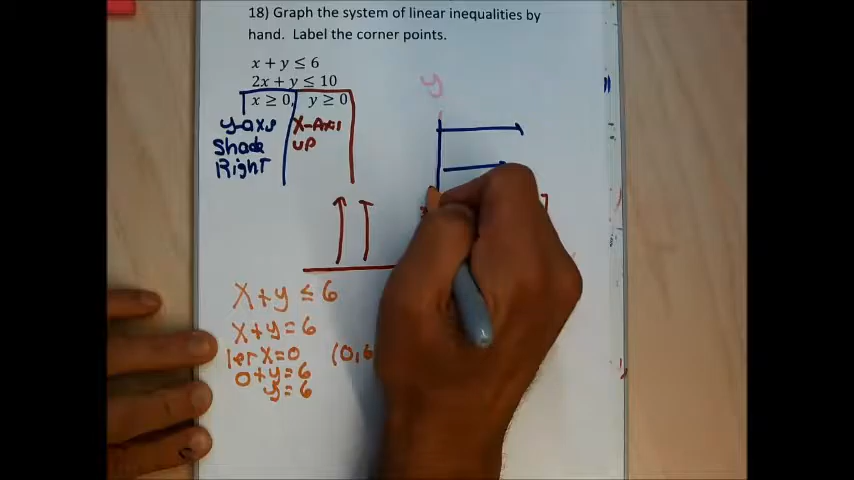 18) Graph the system of linear inequalities by
hand. Label the corner points.
x + y ≤ 6
2x + y ≤ 10
x ≥ 0, y ≥ 0
y-axis X-Axis
Shade UP
Right
y
X+y ≤ 6
X+y=6
let X=0 (0,6
0+y=6
y=6